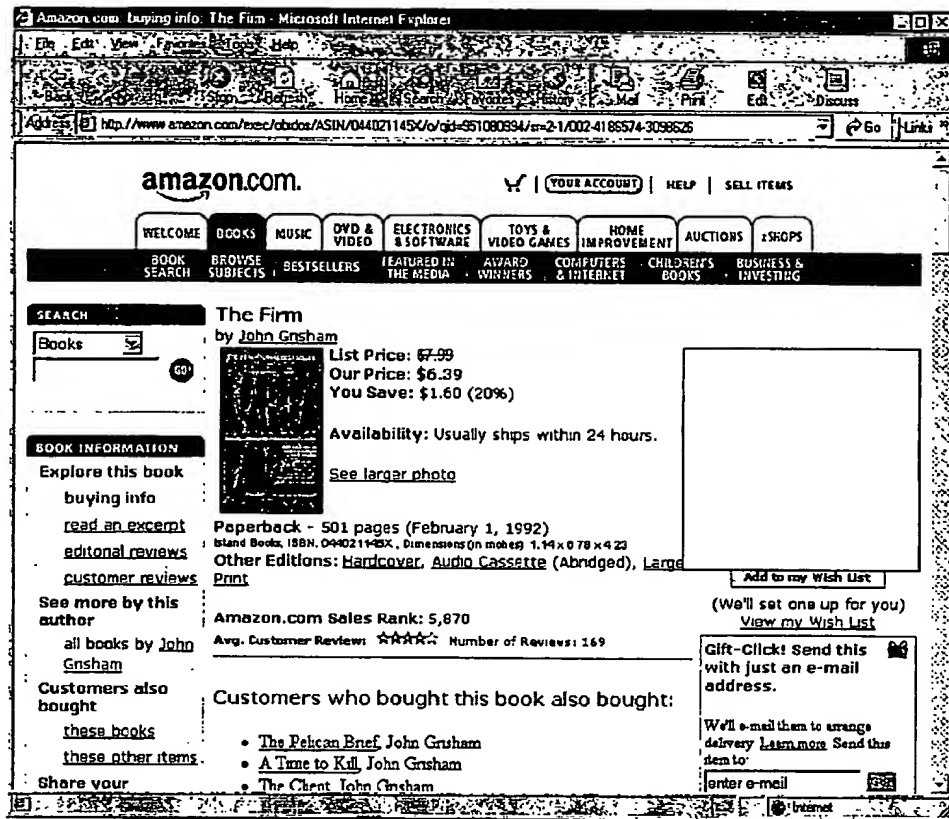 Amazon.com: buying info: The Firm - Microsoft Internet Explorer
File Edit View Favorites Tools Help
Stop Refresh Home Search Favorites History Mail Print Edit Discuss
Address http://www.amazon.com/exec/obidos/ASIN/044021145X/o/qid=951080894/sr=2-1/002-4186574-3098626 Go Links »
amazon.com.
YOUR ACCOUNT | HELP | SELL ITEMS
WELCOME BOOKS MUSIC DVD & VIDEO ELECTRONICS & SOFTWARE TOYS & VIDEO GAMES HOME IMPROVEMENT AUCTIONS zSHOPS
BOOK SEARCH BROWSE SUBJECTS BESTSELLERS FEATURED IN THE MEDIA AWARD WINNERS COMPUTERS & INTERNET CHILDREN'S BOOKS BUSINESS & INVESTING
SEARCH
Books
GO!
BOOK INFORMATION
Explore this book
buying info
read an excerpt
editorial reviews
customer reviews
See more by this
author
all books by John
Grisham
Customers also
bought
these books
these other items
Share your
The Firm
by John Grisham
List Price: $7.99
Our Price: $6.39
You Save: $1.60 (20%)
Availability: Usually ships within 24 hours.
See larger photo
Paperback - 501 pages (February 1, 1992)
Island Books, ISBN: 044021145X, Dimensions (in inches) 1.14 x 0 78 x 4 23
Other Editions: Hardcover, Audio Cassette (Abridged), Large
Print
Amazon.com Sales Rank: 5,870
Avg. Customer Review: Number of Reviews: 169
Customers who bought this book also bought:
• The Pelican Brief, John Grisham
• A Time to Kill, John Grisham
• The Client, John Grisham
Add to my Wish List
(We'll set one up for you)
View my Wish List
Gift-Click! Send this
with just an e-mail
address.
We'll e-mail them to arrange
delivery Learn more Send this
item to:
enter e-mail
Internet